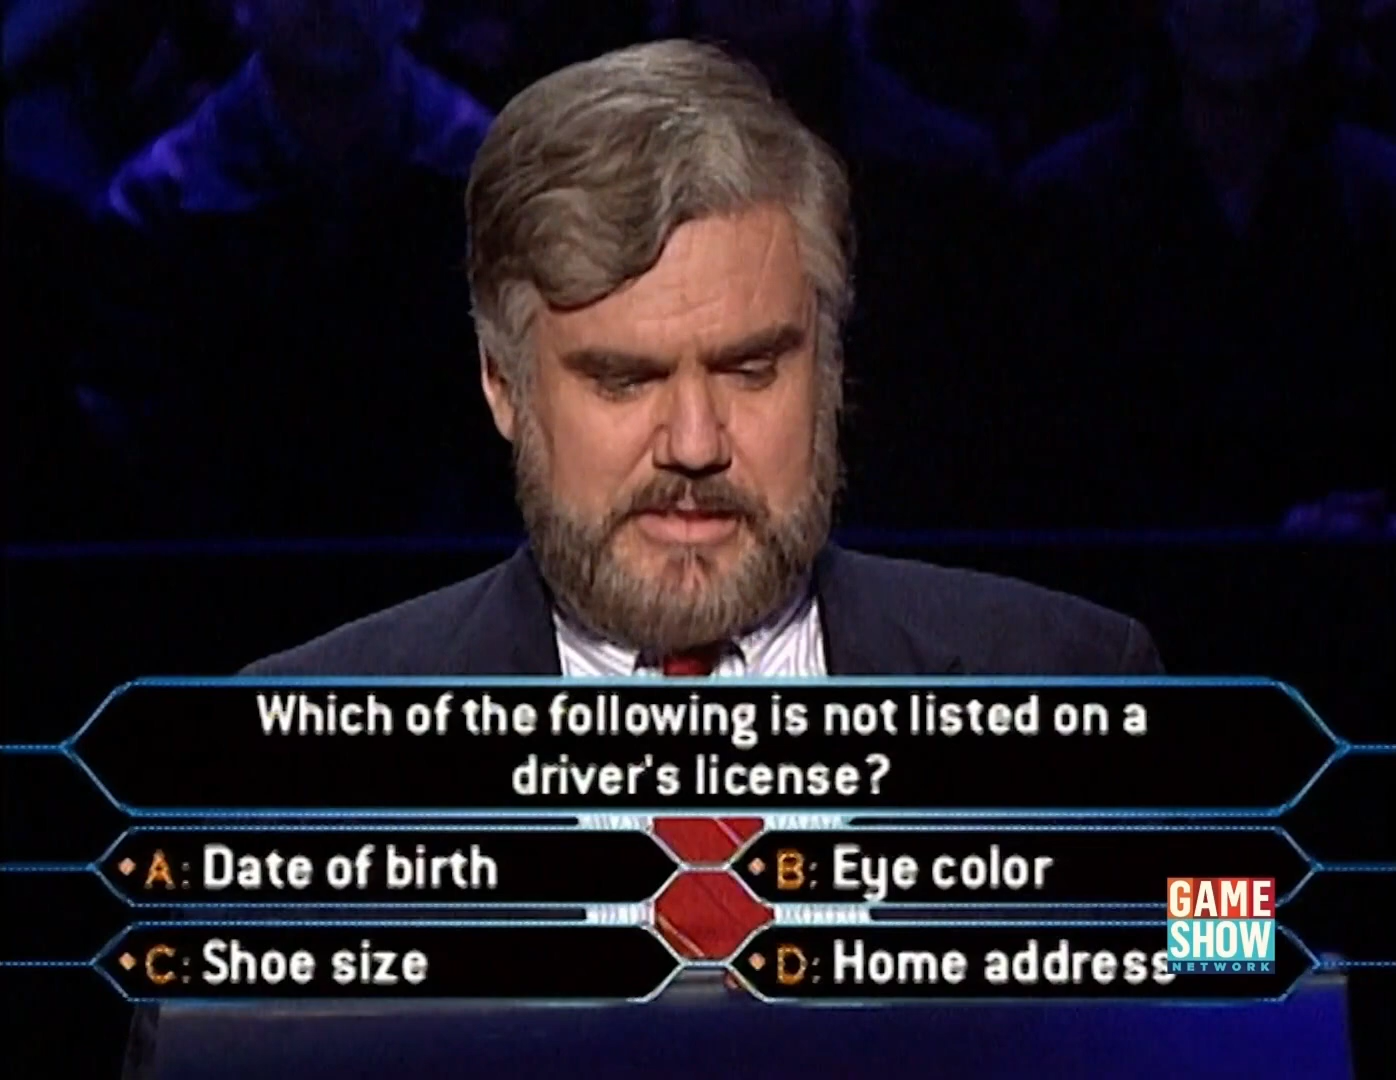 Which of the following is not listed on a
driver's license?
A: Date of birth
B: Eye color
C: Shoe size
D: Home address
GAME
SHOW
NETWORK